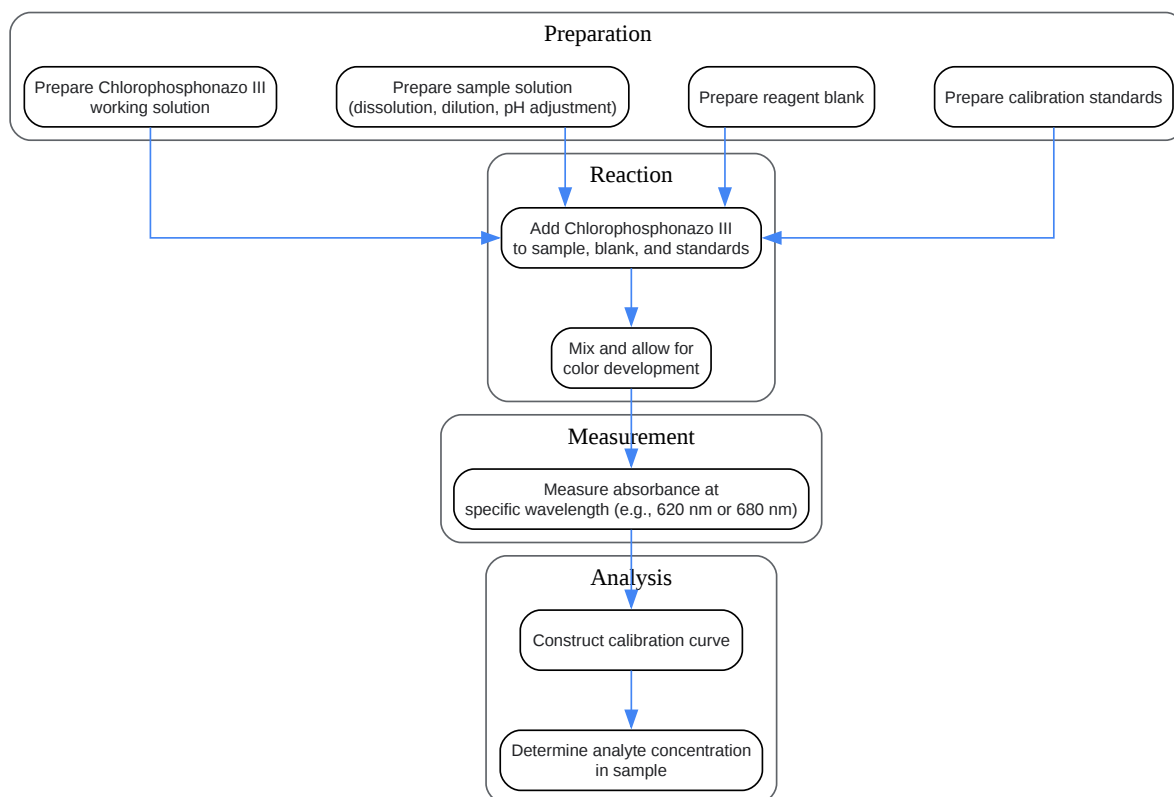 Preparation
Prepare Chlorophosphonazo III
working solution
Prepare sample solution
(dissolution, dilution, pH adjustment)
Prepare reagent blank
Prepare calibration standards
Reaction
Add Chlorophosphonazo III
to sample, blank, and standards
Mix and allow for
color development
Measurement
Measure absorbance at
specific wavelength (e.g., 620 nm or 680 nm)
Analysis
Construct calibration curve
Determine analyte concentration
in sample